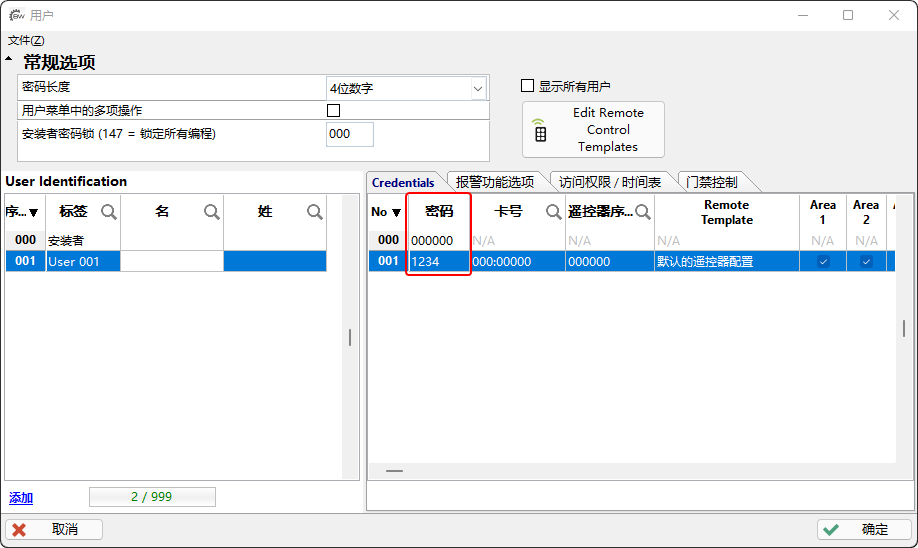 用户
文件(Z)
常规选项
密码长度 4位数字
用户菜单中的多项操作
安装者密码锁 (147 = 锁定所有编程) 000
显示所有用户
Edit Remote
Control
Templates
User Identification
序...▼ 标签 名 姓
000 安装者
001 User 001
Credentials 报警功能选项 访问权限 / 时间表 门禁控制
No ▼ 密码 卡号 遥控器序... Remote Template Area 1 Area 2
000 000000 N/A N/A N/A N/A N/A
001 1234 000:00000 000000 默认的遥控器配置
添加 2 / 999
取消 确定